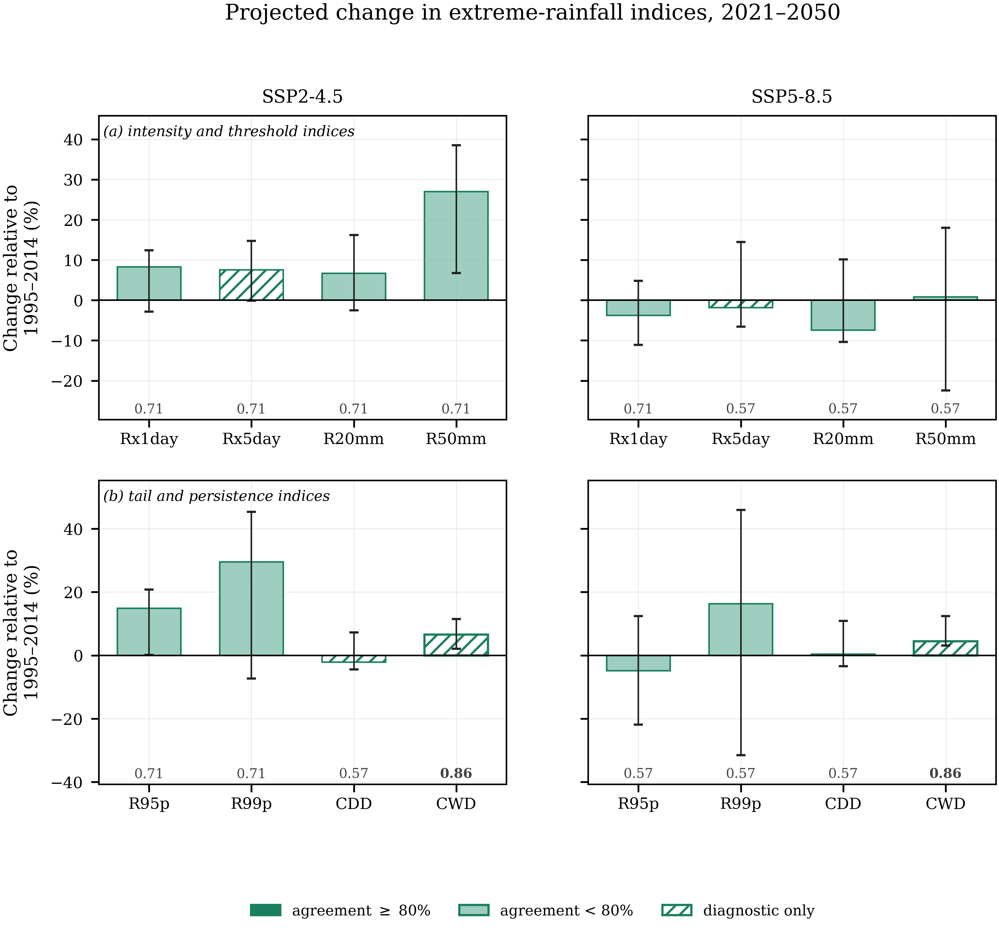 Projected change in extreme-rainfall indices, 2021–2050
SSP2-4.5
SSP5-8.5
Change relative to
1995–2014 (%)
(a) intensity and threshold indices
40
30
20
10
0
−10
−20
0.71 0.71 0.71 0.71
0.71 0.57 0.57 0.57
Rx1day Rx5day R20mm R50mm
Rx1day Rx5day R20mm R50mm
Change relative to
1995–2014 (%)
(b) tail and persistence indices
40
20
0
−20
−40
0.71 0.71 0.57 0.86
0.57 0.57 0.57 0.86
R95p R99p CDD CWD
R95p R99p CDD CWD
agreement ≥ 80%
agreement < 80%
diagnostic only